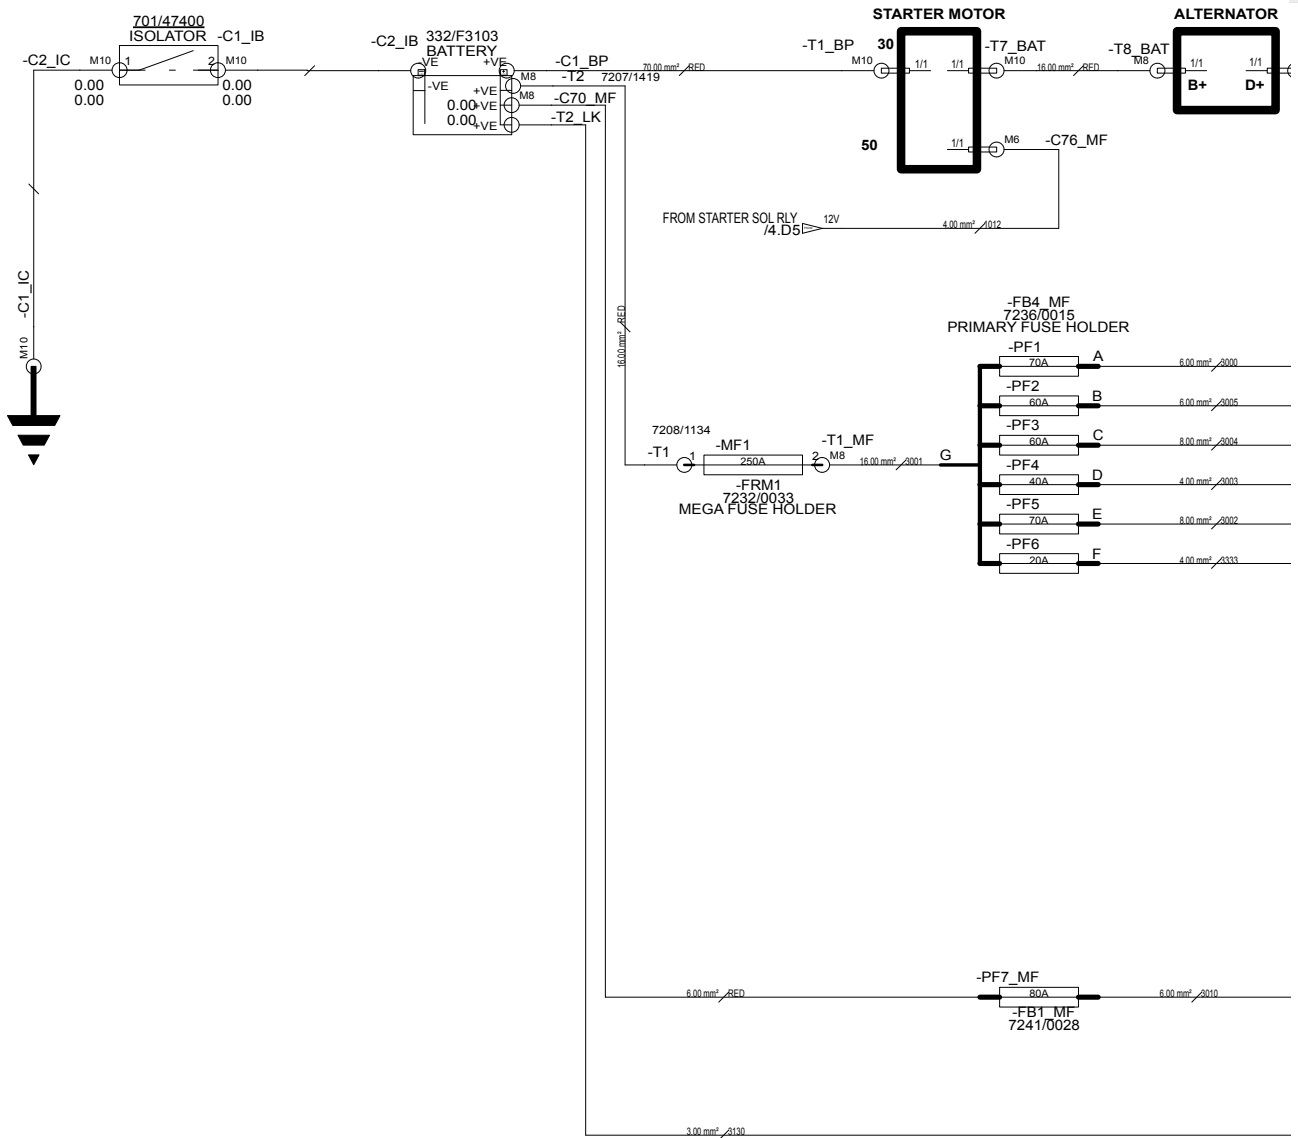 701/47400
ISOLATOR
-C1_IB
-C2_IC
M10
1
2
M10
0.00
0.00
0.00
0.00
-C2_IB
332/F3103
BATTERY
VE
+VE
-VE
+VE
0.00
+VE
0.00
+VE
-C1_BP
-T2
7207/1419
M8
M8
-C70_MF
-T2_LK
70.00 mm² RED
STARTER MOTOR
-T1_BP
30
M10
1/1
1/1
-T7_BAT
M10
16.00 mm² RED
50
1/1
M6
-C76_MF
ALTERNATOR
-T8_BAT
M8
1/1
1/1
B+
D+
FROM STARTER SOL RLY
/4.D5
12V
4.00 mm² 1012
-C1_IC
M10
16.00 mm² RED
-FB4_MF
7236/0015
PRIMARY FUSE HOLDER
-PF1
70A
A
6.00 mm² 3000
-PF2
60A
B
6.00 mm² 3005
-PF3
60A
C
8.00 mm² 3004
7208/1134
-T1
1
-MF1
250A
-T1_MF
2
M8
16.00 mm² 3001
G
-FRM1
7232/0033
MEGA FUSE HOLDER
-PF4
40A
D
4.00 mm² 3003
-PF5
70A
E
8.00 mm² 3002
-PF6
20A
F
4.00 mm² 3333
-PF7_MF
6.00 mm² RED
80A
6.00 mm² 3010
-FB1_MF
7241/0028
3.00 mm² 3130